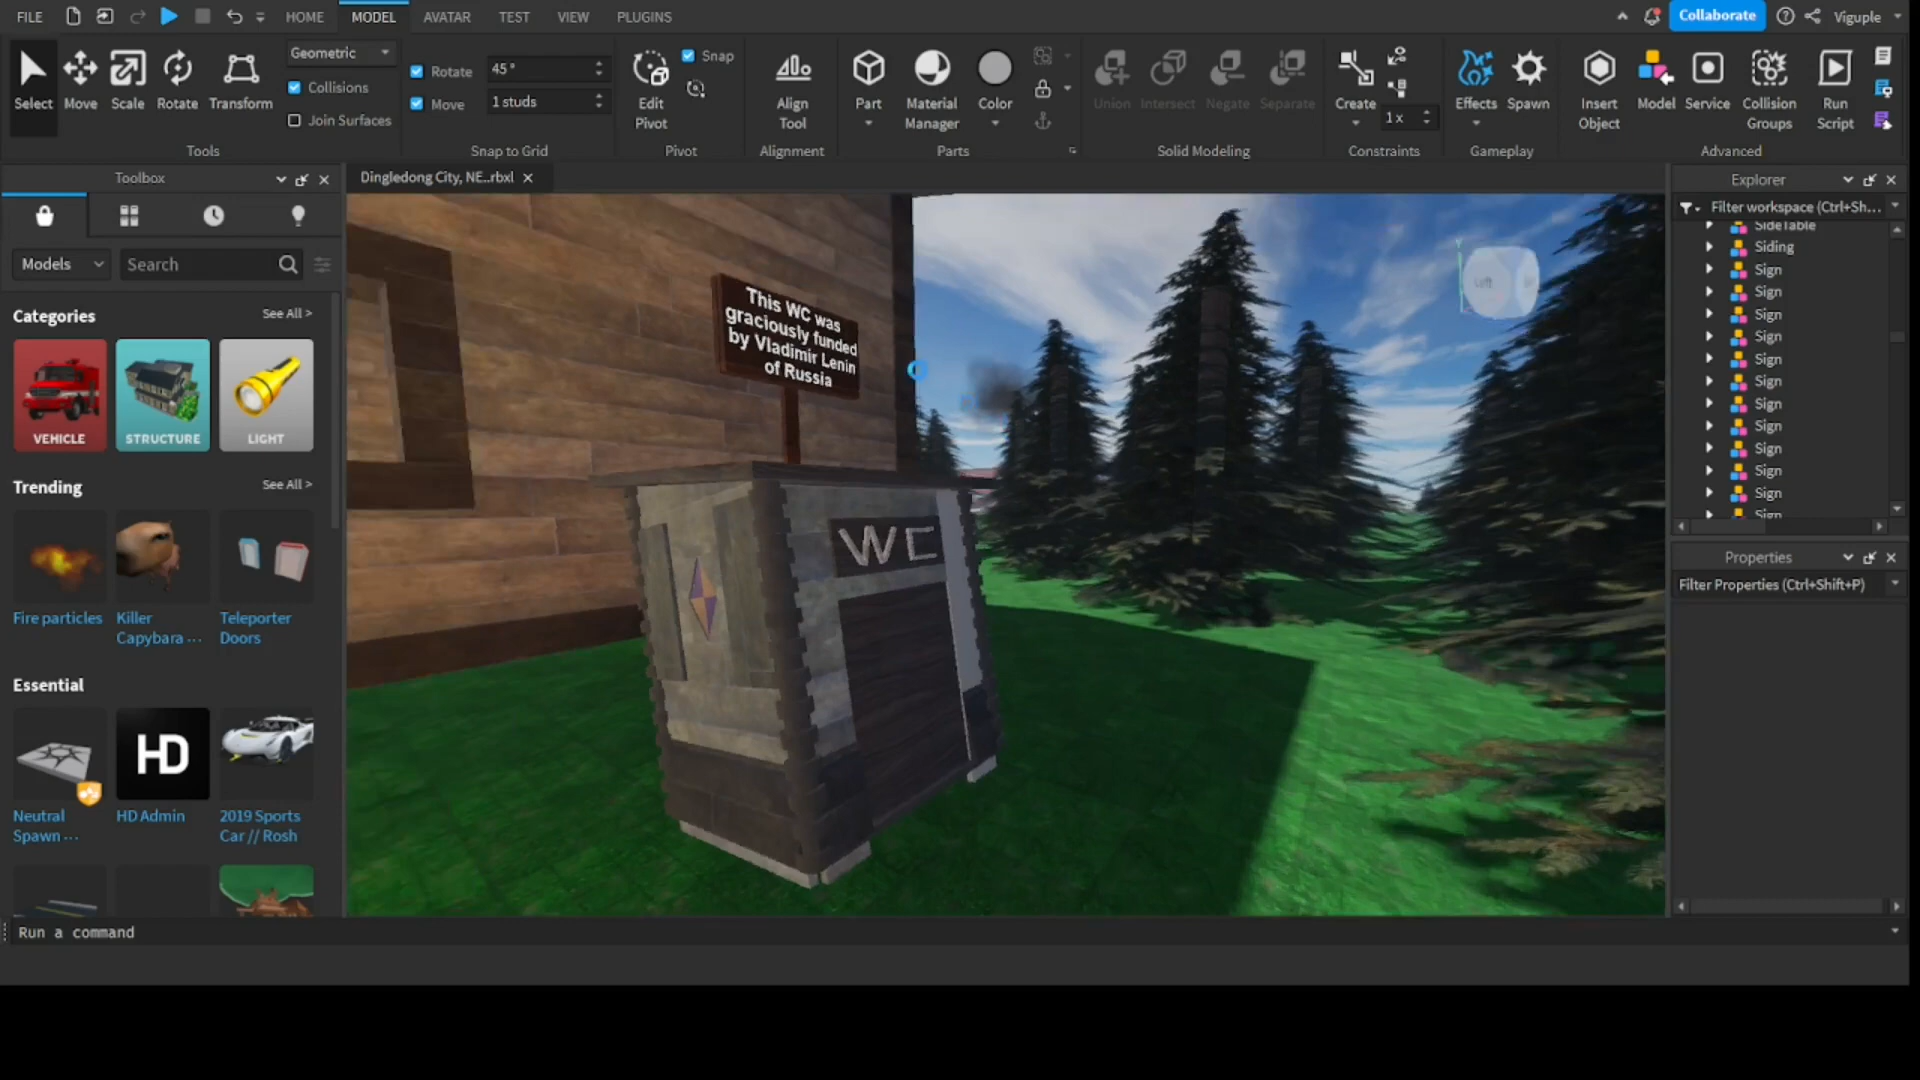 FILE
HOME
MODEL
AVATAR
TEST
VIEW
PLUGINS
Collaborate
Viguple
Select
Move
Scale
Rotate
Transform
Geometric
Collisions
Join Surfaces
Tools
Rotate
45 °
Move
1 studs
Snap to Grid
Edit
Pivot
Snap
Pivot
Align
Tool
Alignment
Part
Material
Manager
Color
Parts
Union
Intersect
Negate
Separate
Solid Modeling
Create
1 x
Constraints
Effects
Spawn
Gameplay
Insert
Object
Model
Service
Collision
Groups
Run
Script
Advanced
Toolbox
Models
Search
Categories
See All >
VEHICLE
STRUCTURE
LIGHT
Trending
See All >
Fire particles
Killer
Capybara ...
Teleporter
Doors
Essential
HD
Neutral
Spawn ...
HD Admin
2019 Sports
Car // Rosh
Dingledong City, NE...rbxl
This WC was
graciously funded
by Vladimir Lenin
of Russia
WC
Left
Explorer
Filter workspace (Ctrl+Sh...
SideTable
Siding
Sign
Sign
Sign
Sign
Sign
Sign
Sign
Sign
Sign
Sign
Sign
Sign
Properties
Filter Properties (Ctrl+Shift+P)
Run a command